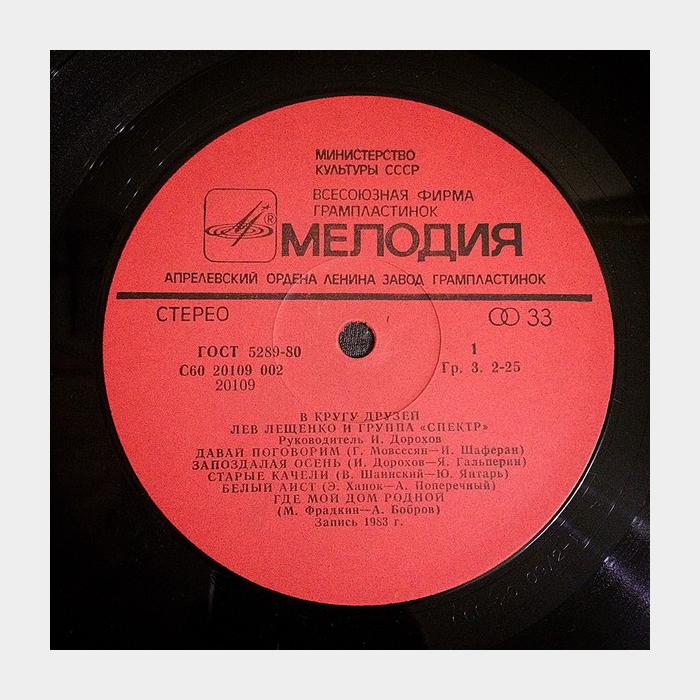 МИНИСТЕРСТВО
КУЛЬТУРЫ СССР
ВСЕСОЮЗНАЯ ФИРМА
ГРАМПЛАСТИНОК
®
МЕЛОДИЯ
АПРЕЛЕВСКИЙ ОРДЕНА ЛЕНИНА ЗАВОД ГРАМПЛАСТИНОК
СТЕРЕО
33
ГОСТ 5289-80
1
С60 20109 002
Гр. 3. 2-25
20109
В КРУГУ ДРУЗЕЙ
ЛЕВ ЛЕЩЕНКО И ГРУППА «СПЕКТР»
Руководитель И. Дорохов
ДАВАЙ ПОГОВОРИМ (Г. Мовсесян—И. Шаферан)
ЗАПОЗДАЛАЯ ОСЕНЬ (И. Дорохов—Я. Гальперин)
СТАРЫЕ КАЧЕЛИ (В. Шаинский—Ю. Янтарь)
БЕЛЫЙ АИСТ (Э. Ханок—А. Поперечный)
ГДЕ МОЙ ДОМ РОДНОЙ
(М. Фрадкин—А. Бобров)
Запись 1983 г.